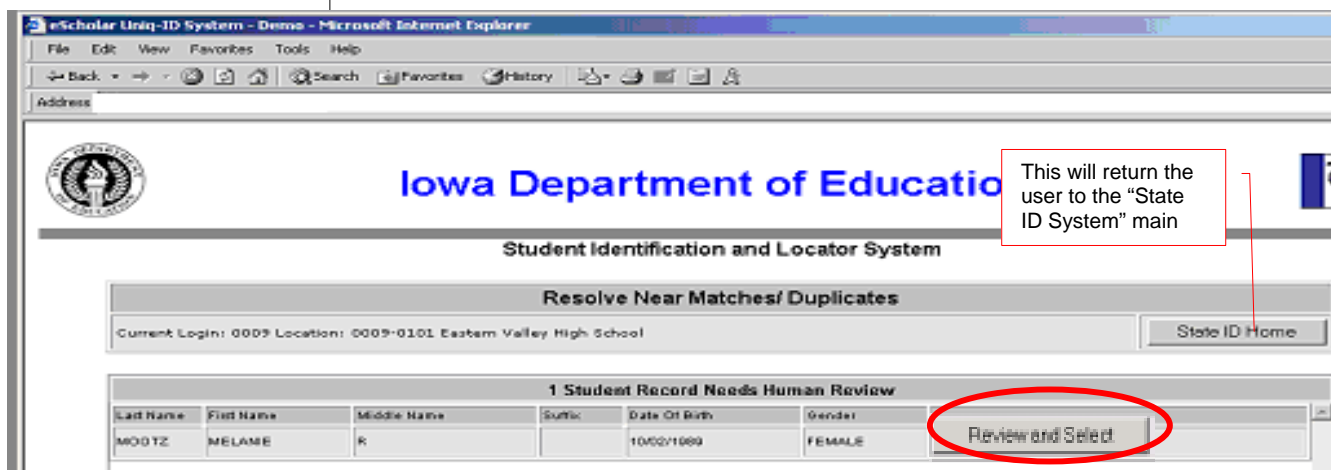 eScholar Uniq-ID System - Demo - Microsoft Internet Explorer
File Edit View Favorites Tools Help
Back Search Favorites History
Address
IOWA DEPARTMENT OF EDUCATION
Iowa Department of Educatio
This will return the
user to the “State
ID System” main
Student Identification and Locator System
Resolve Near Matches/ Duplicates
Current Login: 0009 Location: 0009-0101 Eastern Valley High School
State ID Home
1 Student Record Needs Human Review
Last Name First Name Middle Name Suffix Date Of Birth Gender
MOOTZ MELANIE R 10/02/1989 FEMALE Review and Select